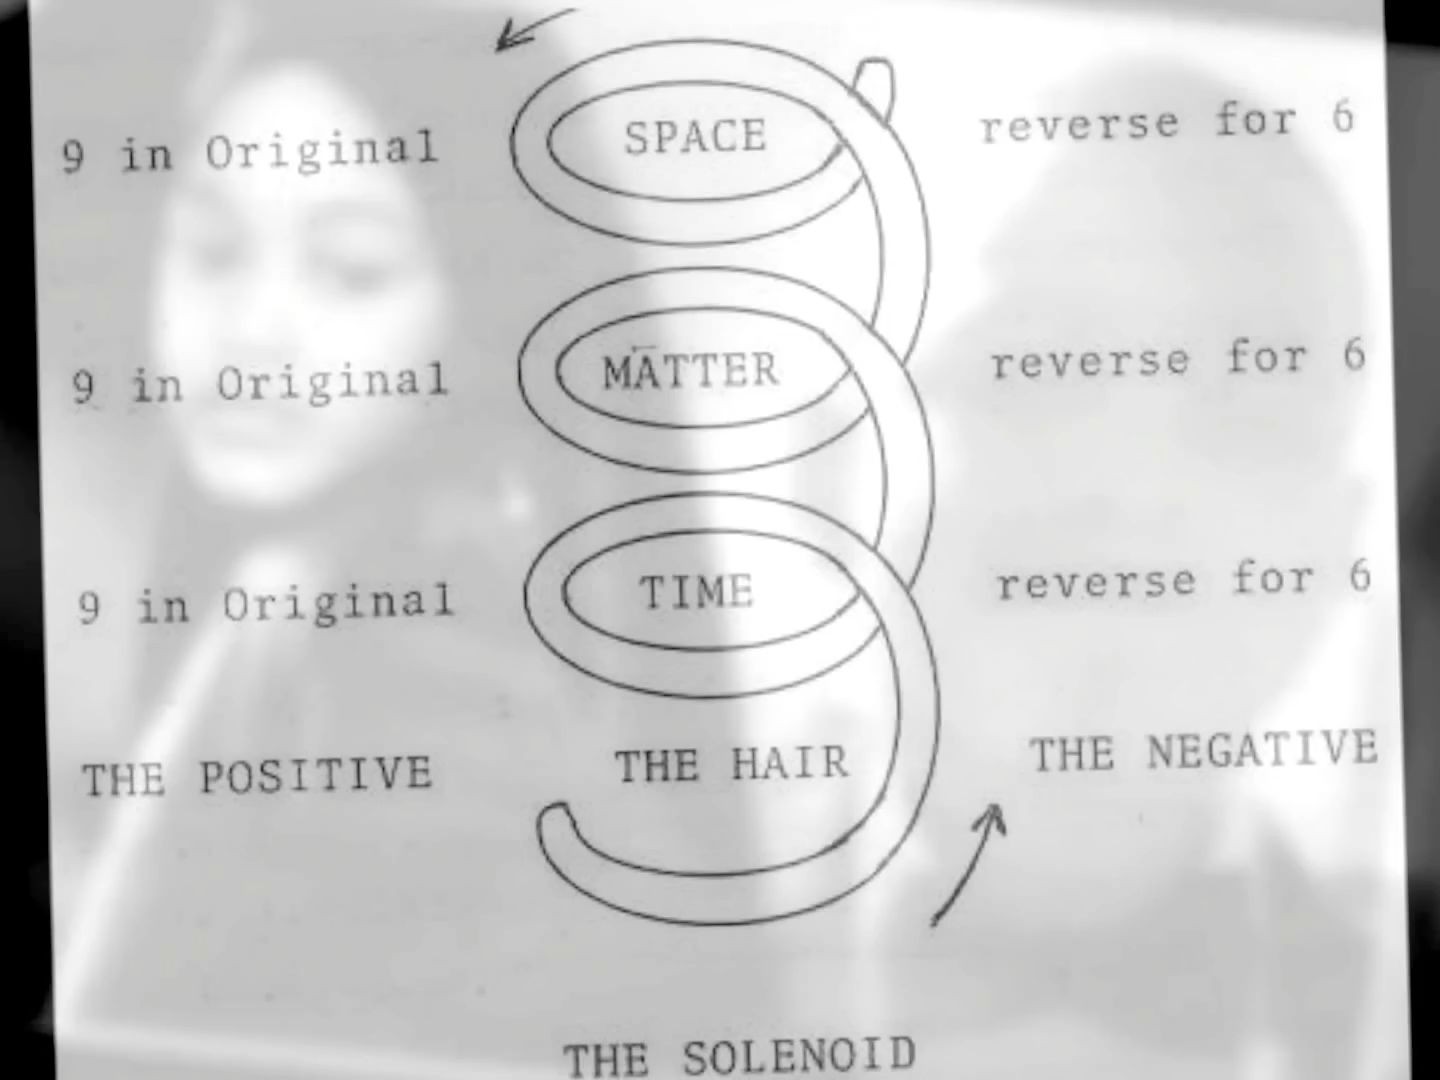 9 in Original SPACE reverse for 6
9 in Original MATTER reverse for 6
9 in Original TIME reverse for 6
THE POSITIVE THE HAIR THE NEGATIVE
THE SOLENOID